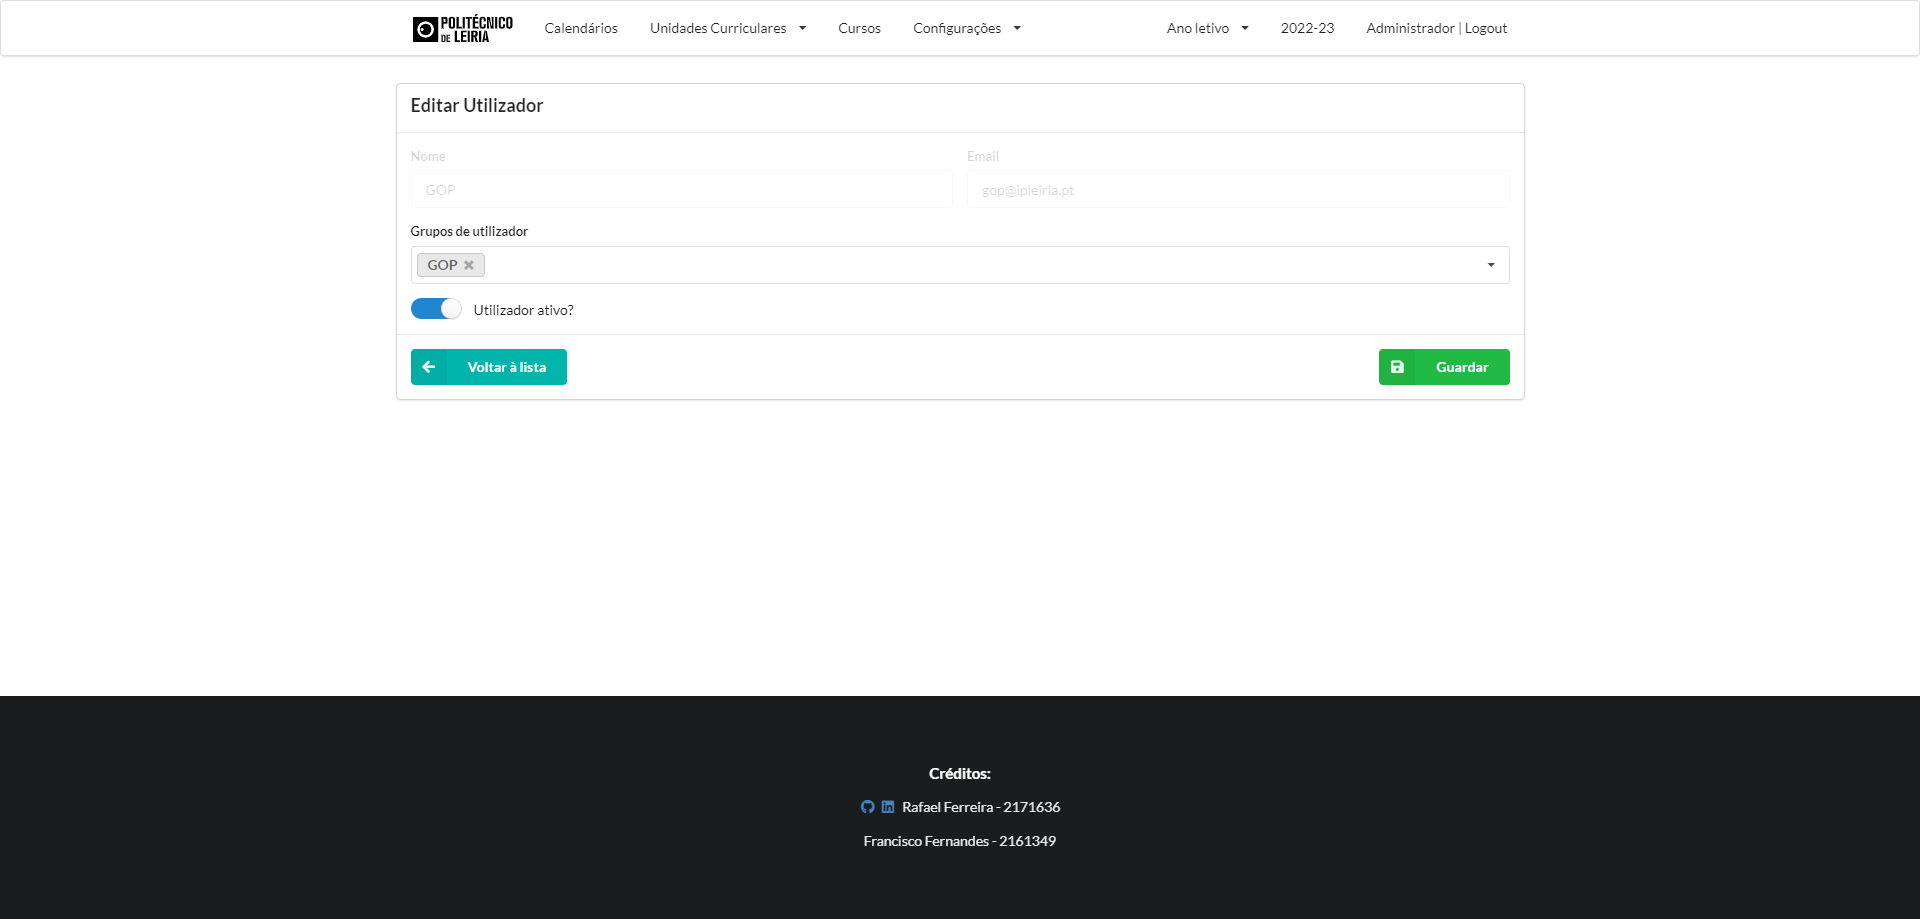 POLITÉCNICO
DE LEIRIA
Calendários
Unidades Curriculares
Cursos
Configurações
Ano letivo
2022-23
Administrador | Logout
Editar Utilizador
Nome
Email
GOP
gop@ipleiria.pt
Grupos de utilizador
GOP
Utilizador ativo?
Voltar à lista
Guardar
Créditos:
Rafael Ferreira - 2171636
Francisco Fernandes - 2161349